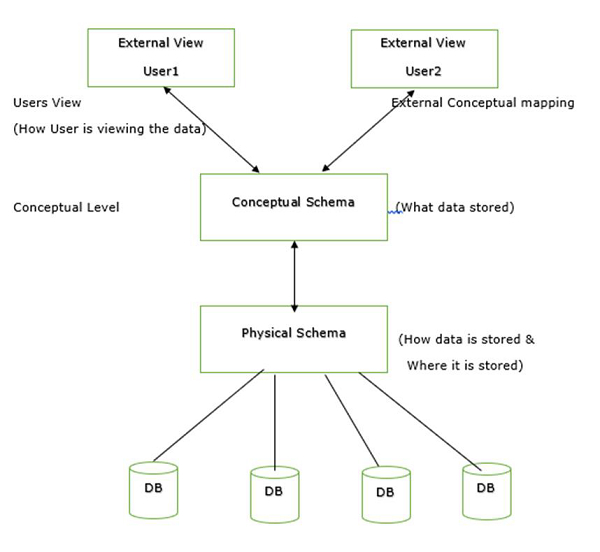 External View
User1
External View
User2
Users View
(How User is viewing the data)
External Conceptual mapping
Conceptual Level
Conceptual Schema
(What data stored)
Physical Schema
(How data is stored &
Where it is stored)
DB
DB
DB
DB